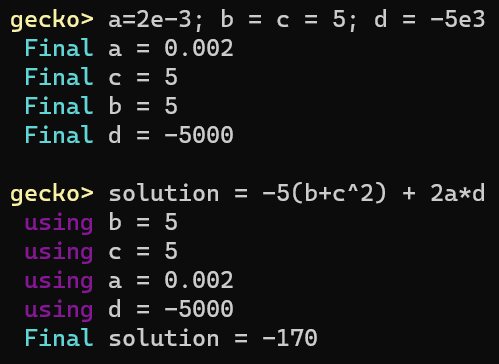 gecko> a=2e-3; b = c = 5; d = -5e3
Final a = 0.002
Final c = 5
Final b = 5
Final d = -5000
gecko> solution = -5(b+c^2) + 2a*d
using b = 5
using c = 5
using a = 0.002
using d = -5000
Final solution = -170